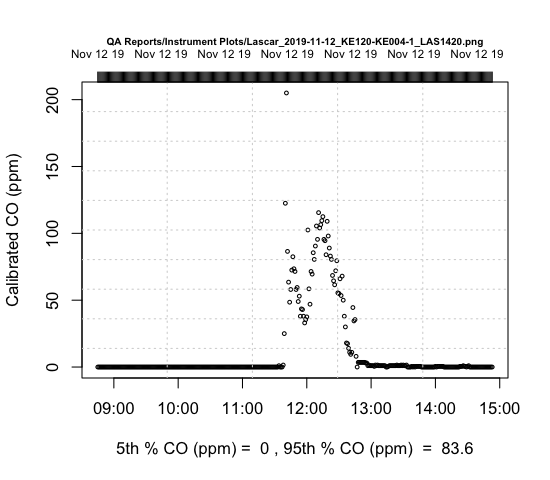 QA Reports/Instrument Plots/Lascar_2019-11-12_KE120-KE004-1_LAS1420.png
Nov 12 19 Nov 12 19 Nov 12 19 Nov 12 19 Nov 12 19 Nov 12 19 Nov 12 19
200
150
100
50
0
Calibrated CO (ppm)
09:00 10:00 11:00 12:00 13:00 14:00 15:00
5th % CO (ppm) = 0 , 95th % CO (ppm) = 83.6